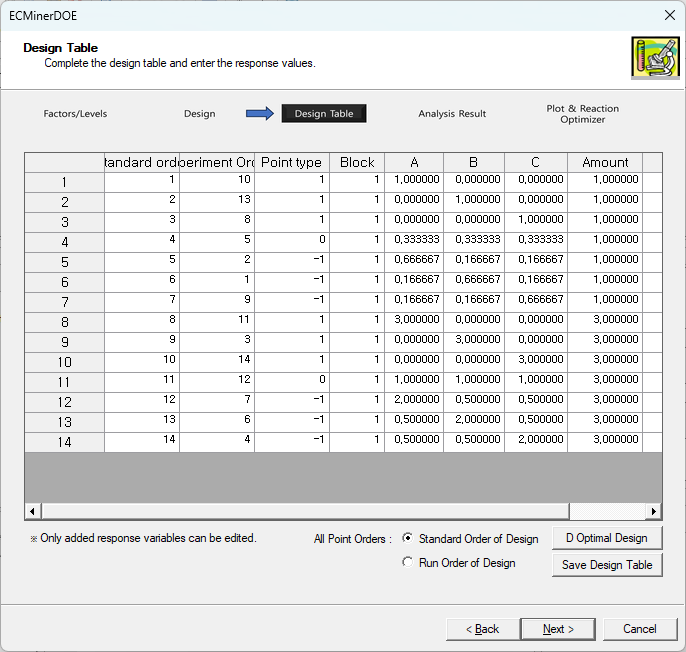 ECMinerDOE
Design Table
Complete the design table and enter the response values.
Factors/Levels Design Design Table Analysis Result Plot & Reaction
Optimizer
tandard orde periment Ord Point type Block A B C Amount
1 1 10 1 1 1,000000 0,000000 0,000000 1,000000
2 2 13 1 1 0,000000 1,000000 0,000000 1,000000
3 3 8 1 1 0,000000 0,000000 1,000000 1,000000
4 4 5 0 1 0,333333 0,333333 0,333333 1,000000
5 5 2 -1 1 0,666667 0,166667 0,166667 1,000000
6 6 1 -1 1 0,166667 0,666667 0,166667 1,000000
7 7 9 -1 1 0,166667 0,166667 0,666667 1,000000
8 8 11 1 1 3,000000 0,000000 0,000000 3,000000
9 9 3 1 1 0,000000 3,000000 0,000000 3,000000
10 10 14 1 1 0,000000 0,000000 3,000000 3,000000
11 11 12 0 1 1,000000 1,000000 1,000000 3,000000
12 12 7 -1 1 2,000000 0,500000 0,500000 3,000000
13 13 6 -1 1 0,500000 2,000000 0,500000 3,000000
14 14 4 -1 1 0,500000 0,500000 2,000000 3,000000
※ Only added response variables can be edited. All Point Orders : Standard Order of Design D Optimal Design
Run Order of Design Save Design Table
< Back Next > Cancel